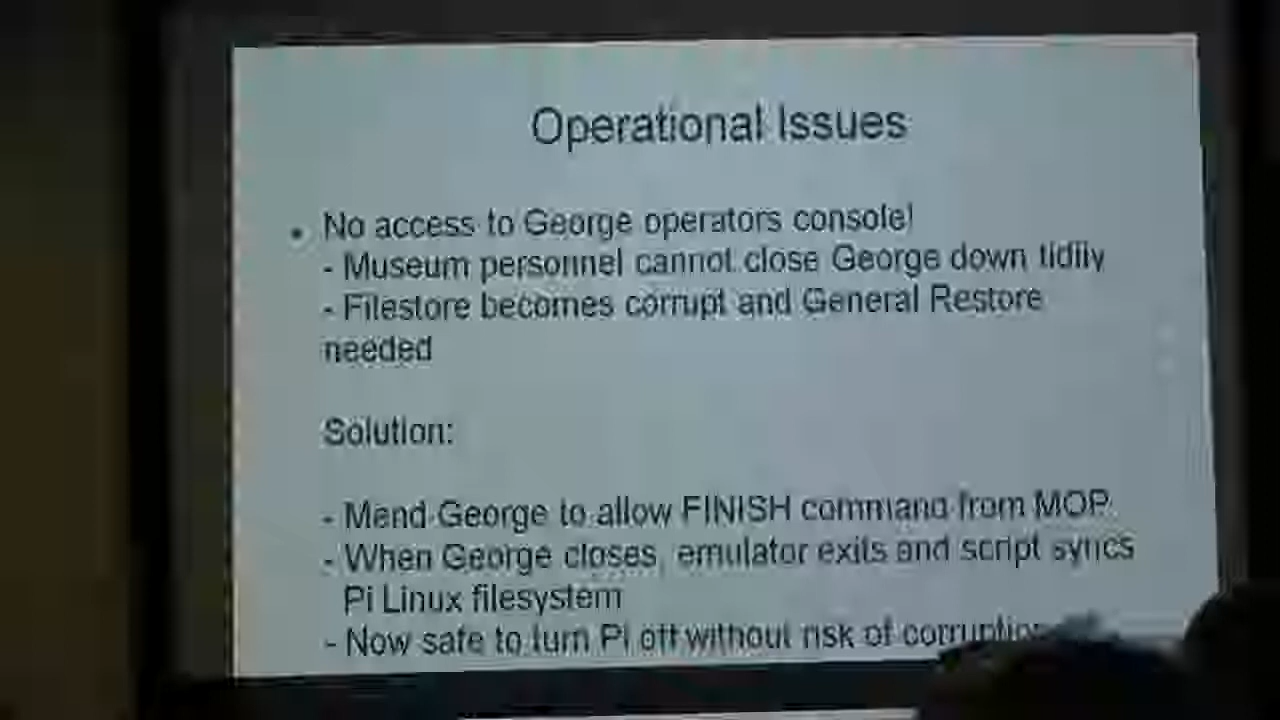 Operational Issues
• No access to George operators console!
- Museum personnel cannot close George down tidily
- Filestore becomes corrupt and General Restore
needed
Solution:
- Mend George to allow FINISH command from MOP
- When George closes, emulator exits and script syncs
Pi Linux filesystem
- Now safe to turn Pi off without risk of corruption